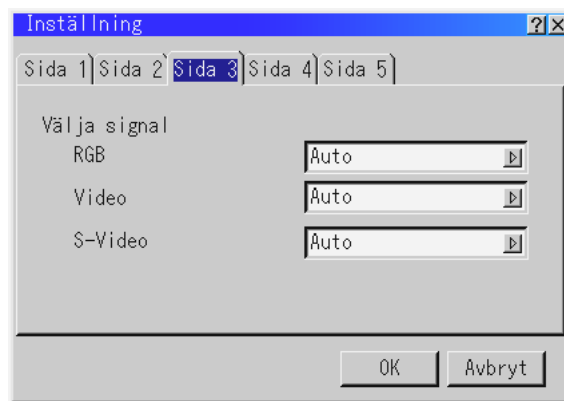 Inställning
Sida 1 Sida 2 Sida 3 Sida 4 Sida 5
Välja signal
RGB Auto
Video Auto
S-Video Auto
OK Avbryt